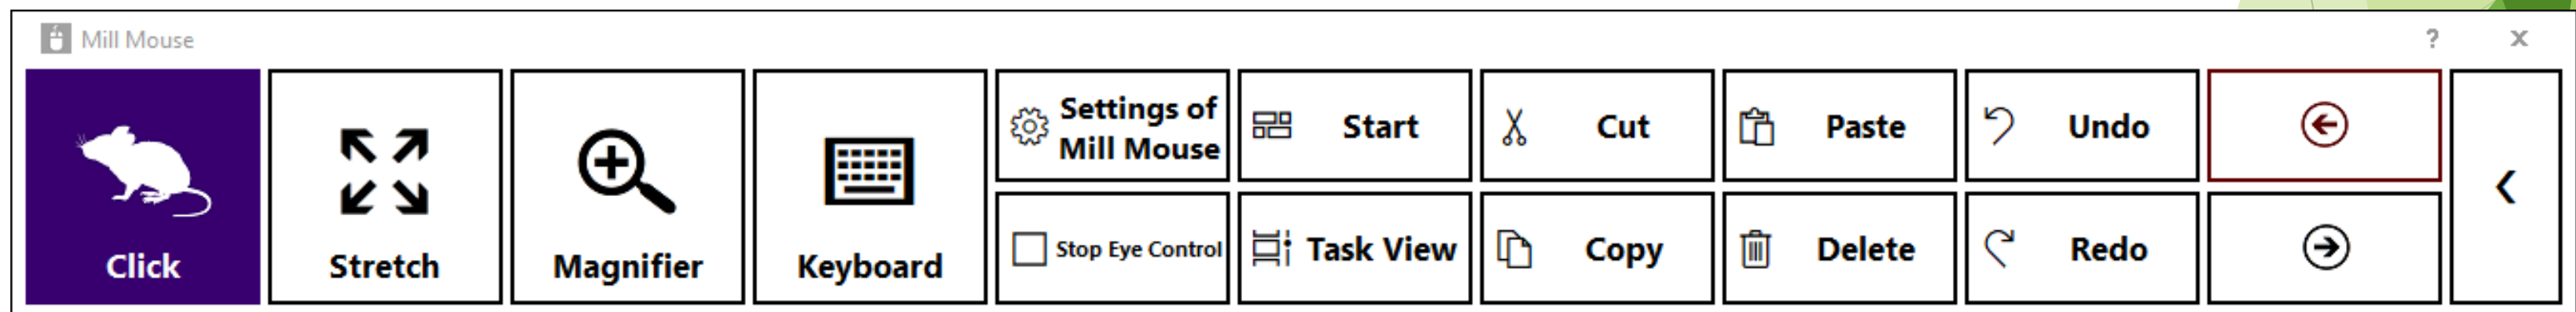 Mill Mouse
? x
Click
Stretch
Magnifier
Keyboard
Settings of
Mill Mouse
Stop Eye Control
Start
Task View
Cut
Copy
Paste
Delete
Undo
Redo